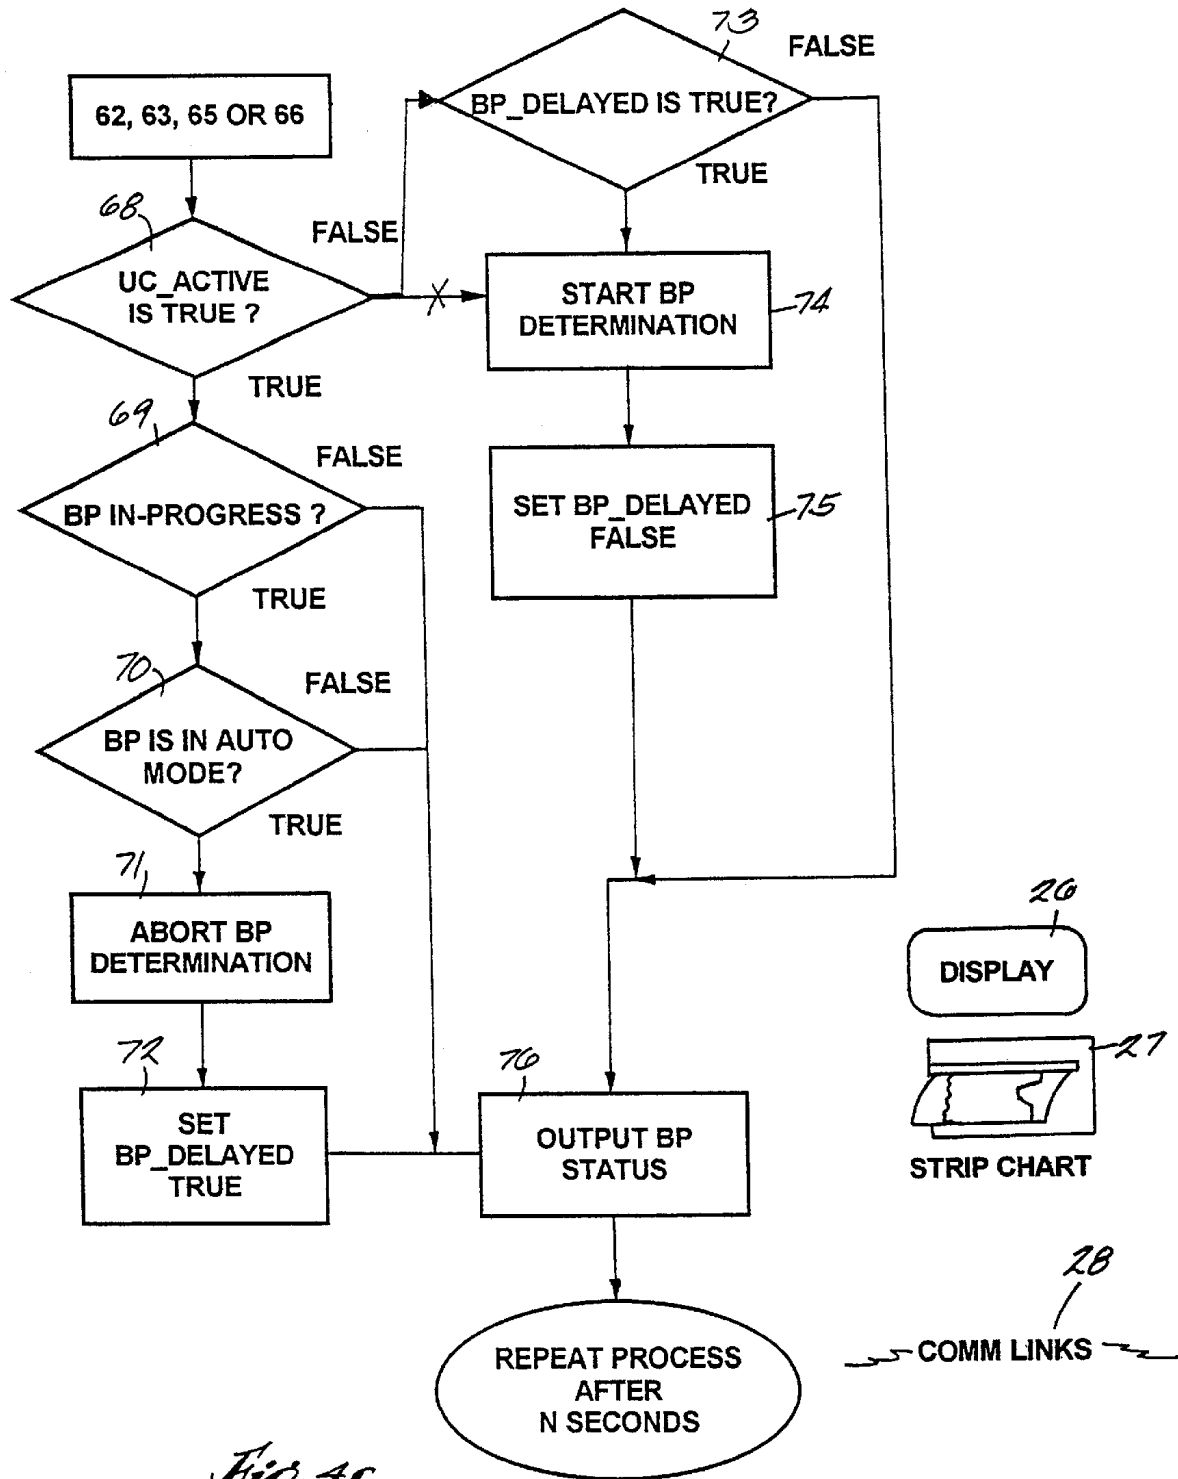 73
FALSE
62, 63, 65 OR 66
BP_DELAYED IS TRUE?
TRUE
68
FALSE
UC_ACTIVE
IS TRUE ?
START BP
DETERMINATION
74
TRUE
69
FALSE
BP IN-PROGRESS ?
SET BP_DELAYED
FALSE
75
TRUE
70
FALSE
BP IS IN AUTO
MODE?
TRUE
71
ABORT BP
DETERMINATION
26
DISPLAY
27
STRIP CHART
72
SET
BP_DELAYED
TRUE
76
OUTPUT BP
STATUS
28
COMM LINKS
REPEAT PROCESS
AFTER
N SECONDS
Fig. 4c